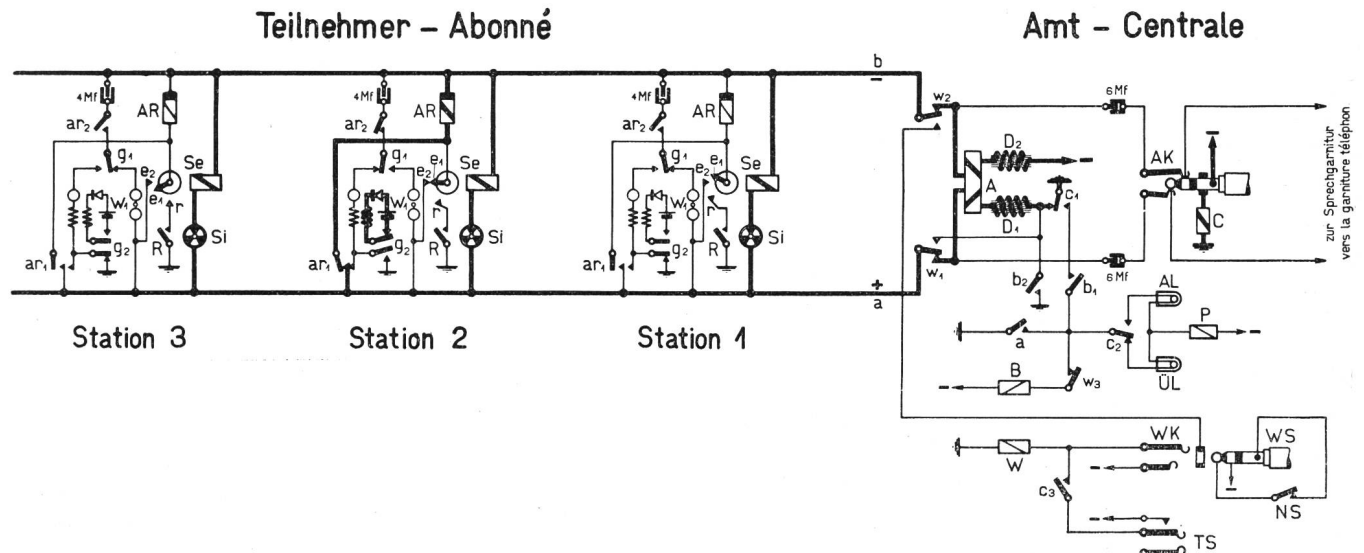 Teilnehmer – Abonné
Amt – Centrale
b
–
w2
4Mf
AR
ar2
g1
e2
e1
r
W1
g2
R
ar1
Se
Si
4Mf
AR
ar2
g1
e2
e1
r
W1
g2
R
ar1
Se
Si
4Mf
AR
ar2
g1
e2
e1
r
W1
g2
R
ar1
Se
Si
6Mf
D2
–
A
D1
c1
AK
–
C
zur Sprechgarnitur
vers la garniture téléphon
+
a
w1
6Mf
b2
b1
AL
a
c2
P
–
ÜL
– B
w3
Station 3
Station 2
Station 1
W
WK
WS
–
–
c3
NS
–
TS